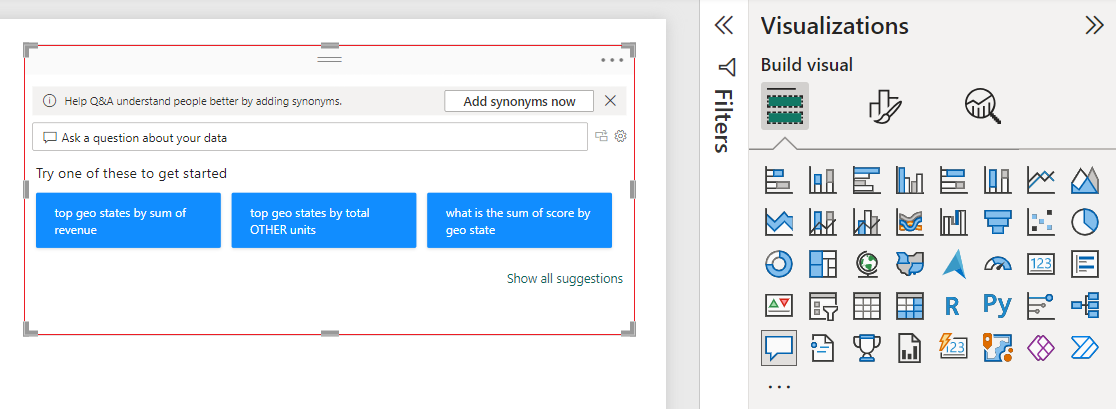 Help Q&A understand people better by adding synonyms.
Add synonyms now
Ask a question about your data
Try one of these to get started
top geo states by sum of
revenue
top geo states by total
OTHER units
what is the sum of score by
geo state
Show all suggestions
Filters
Visualizations
Build visual
123
R
Py
123